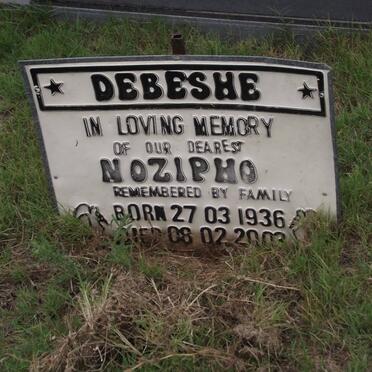 DEBESHE
IN LOVING MEMORY
OF OUR DEAREST
NOZIPHO
REMEMBERED BY FAMILY
BORN 27 03 1936
DIED 08 02 2003